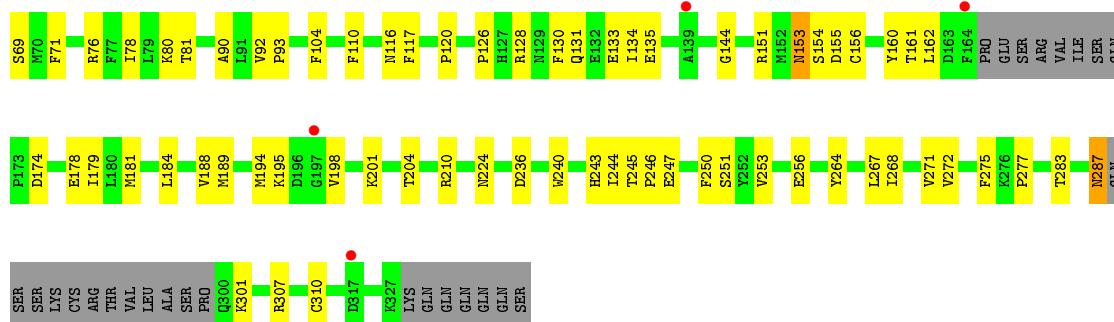 S69 M70 F71 R76 F77 I78 L79 K80 T81 A90 L91 V92 P93 F104 F110 N116 F117 P120 P126 H127 R128 N129 F130 Q131 E132 E133 I134 E135 A139 G144 R151 M152 N153 S154 D155 C156 Y160 T161 L162 D163 F164 PRO GLU SER ARG VAL ILE SER GLN
P173 D174 E178 I179 L180 M181 L184 V188 M189 M194 K195 D196 G197 V198 K201 T204 R210 N224 D236 W240 H243 I244 T245 P246 E247 F250 S251 Y252 V253 E256 Y264 L267 I268 V271 V272 F275 K276 P277 T283 N287 GLN
SER SER LYS CYS ARG THR VAL LEU ALA SER PRO Q300 K301 R307 C310 D317 K327 LYS GLN GLN GLN GLN GLN SER